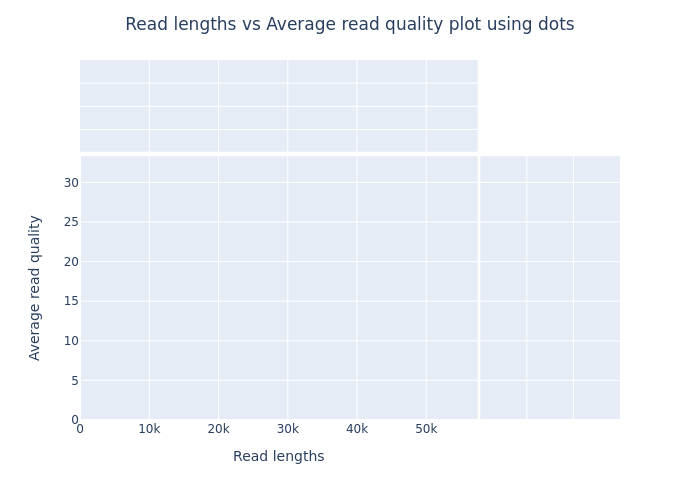 Read lengths vs Average read quality plot using dots
30
25
20
15
10
5
0
Average read quality
0 10k 20k 30k 40k 50k
Read lengths